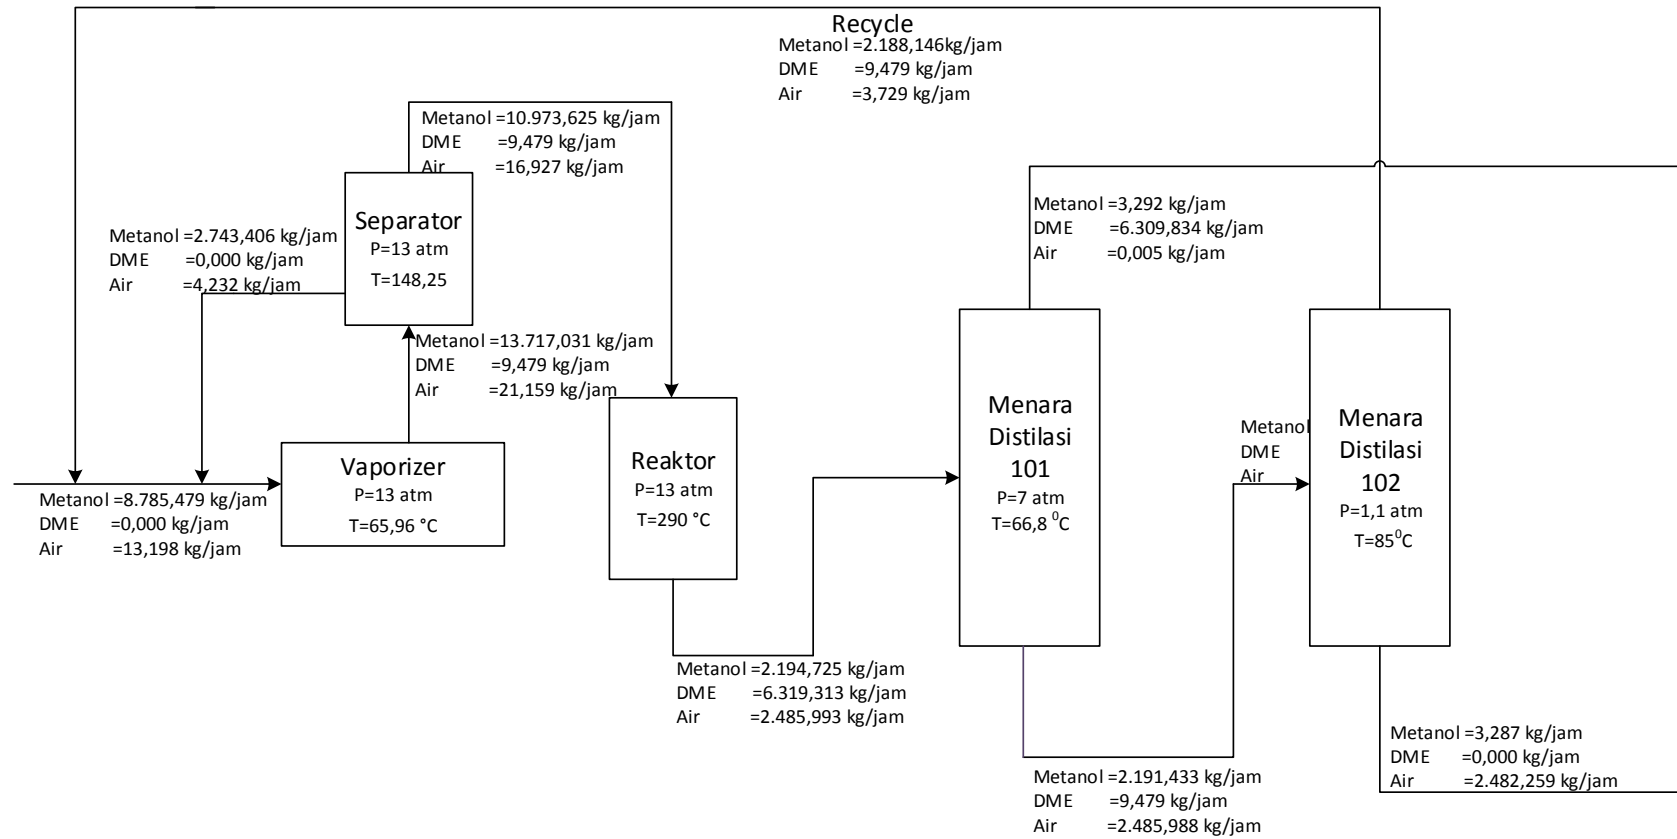 Recycle
Metanol =2.188,146kg/jam
DME =9,479 kg/jam
Air =3,729 kg/jam
Metanol =10.973,625 kg/jam
DME =9,479 kg/jam
Air =16,927 kg/jam
Separator
P=13 atm
T=148,25
Metanol =2.743,406 kg/jam
DME =0,000 kg/jam
Air =4,232 kg/jam
Metanol =13.717,031 kg/jam
DME =9,479 kg/jam
Air =21,159 kg/jam
Vaporizer
P=13 atm
T=65,96 °C
Metanol =8.785,479 kg/jam
DME =0,000 kg/jam
Air =13,198 kg/jam
Reaktor
P=13 atm
T=290 °C
Metanol =2.194,725 kg/jam
DME =6.319,313 kg/jam
Air =2.485,993 kg/jam
Metanol =3,292 kg/jam
DME =6.309,834 kg/jam
Air =0,005 kg/jam
Menara
Distilasi
101
P=7 atm
T=66,8 ⁰C
Metanol =2.191,433 kg/jam
DME =9,479 kg/jam
Air =2.485,988 kg/jam
Metanol
DME
Air
Menara
Distilasi
102
P=1,1 atm
T=85⁰C
Metanol =3,287 kg/jam
DME =0,000 kg/jam
Air =2.482,259 kg/jam